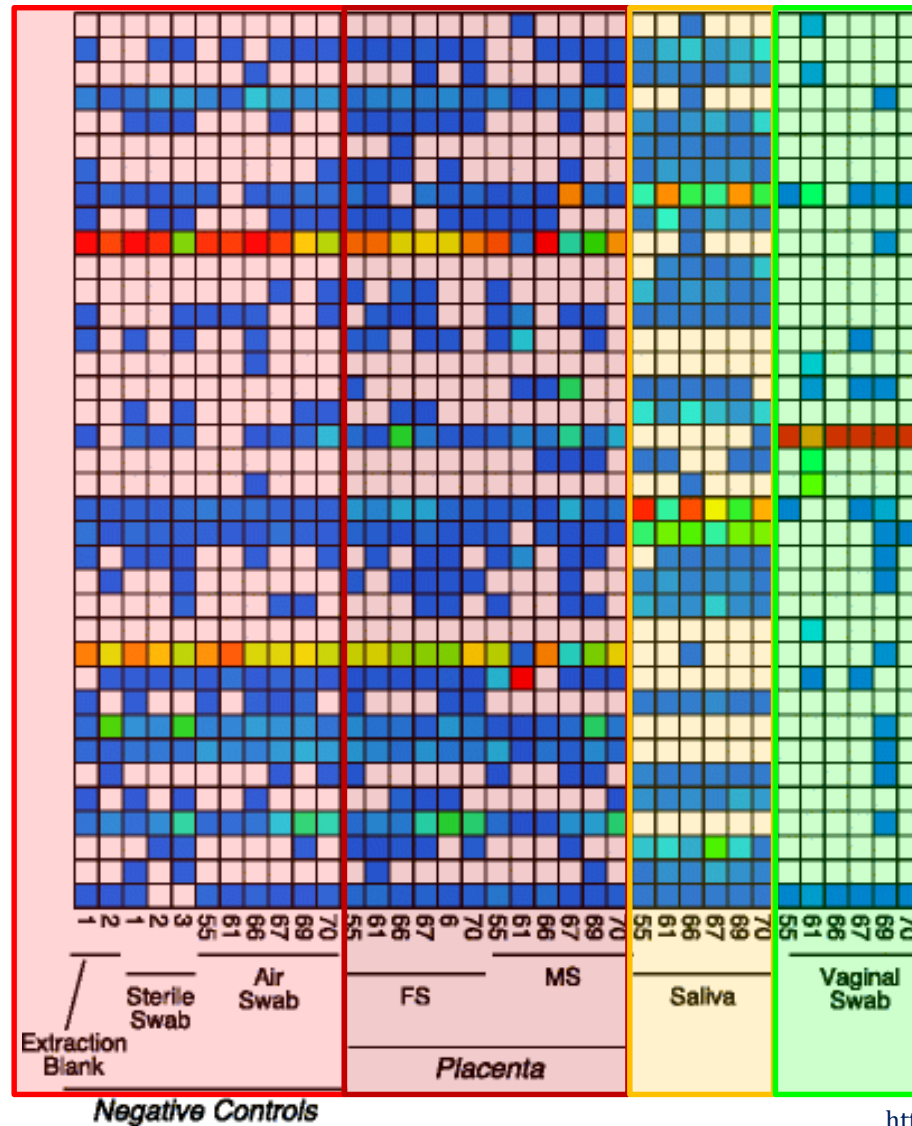 1 2 1 2 3 55 61 66 67 69 70 55 61 66 67 6 70 55 61 66 67 69 70 55 61 66 67 69 70 55 61 66 67 69 70
Extraction
Blank
Sterile
Swab
Air
Swab
FS
MS
Saliva
Vaginal
Swab
Placenta
Negative Controls
htt